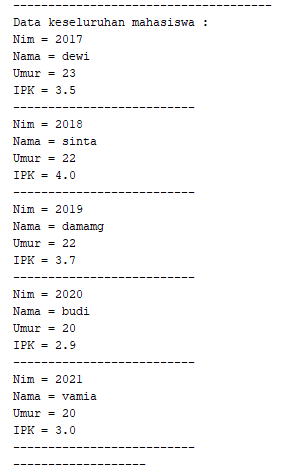 -------------------------------------
Data keseluruhan mahasiswa :
Nim = 2017
Nama = dewi
Umur = 23
IPK = 3.5
--------------------------
Nim = 2018
Nama = sinta
Umur = 22
IPK = 4.0
--------------------------
Nim = 2019
Nama = damamg
Umur = 22
IPK = 3.7
--------------------------
Nim = 2020
Nama = budi
Umur = 20
IPK = 2.9
--------------------------
Nim = 2021
Nama = vamia
Umur = 20
IPK = 3.0
--------------------------
-------------------